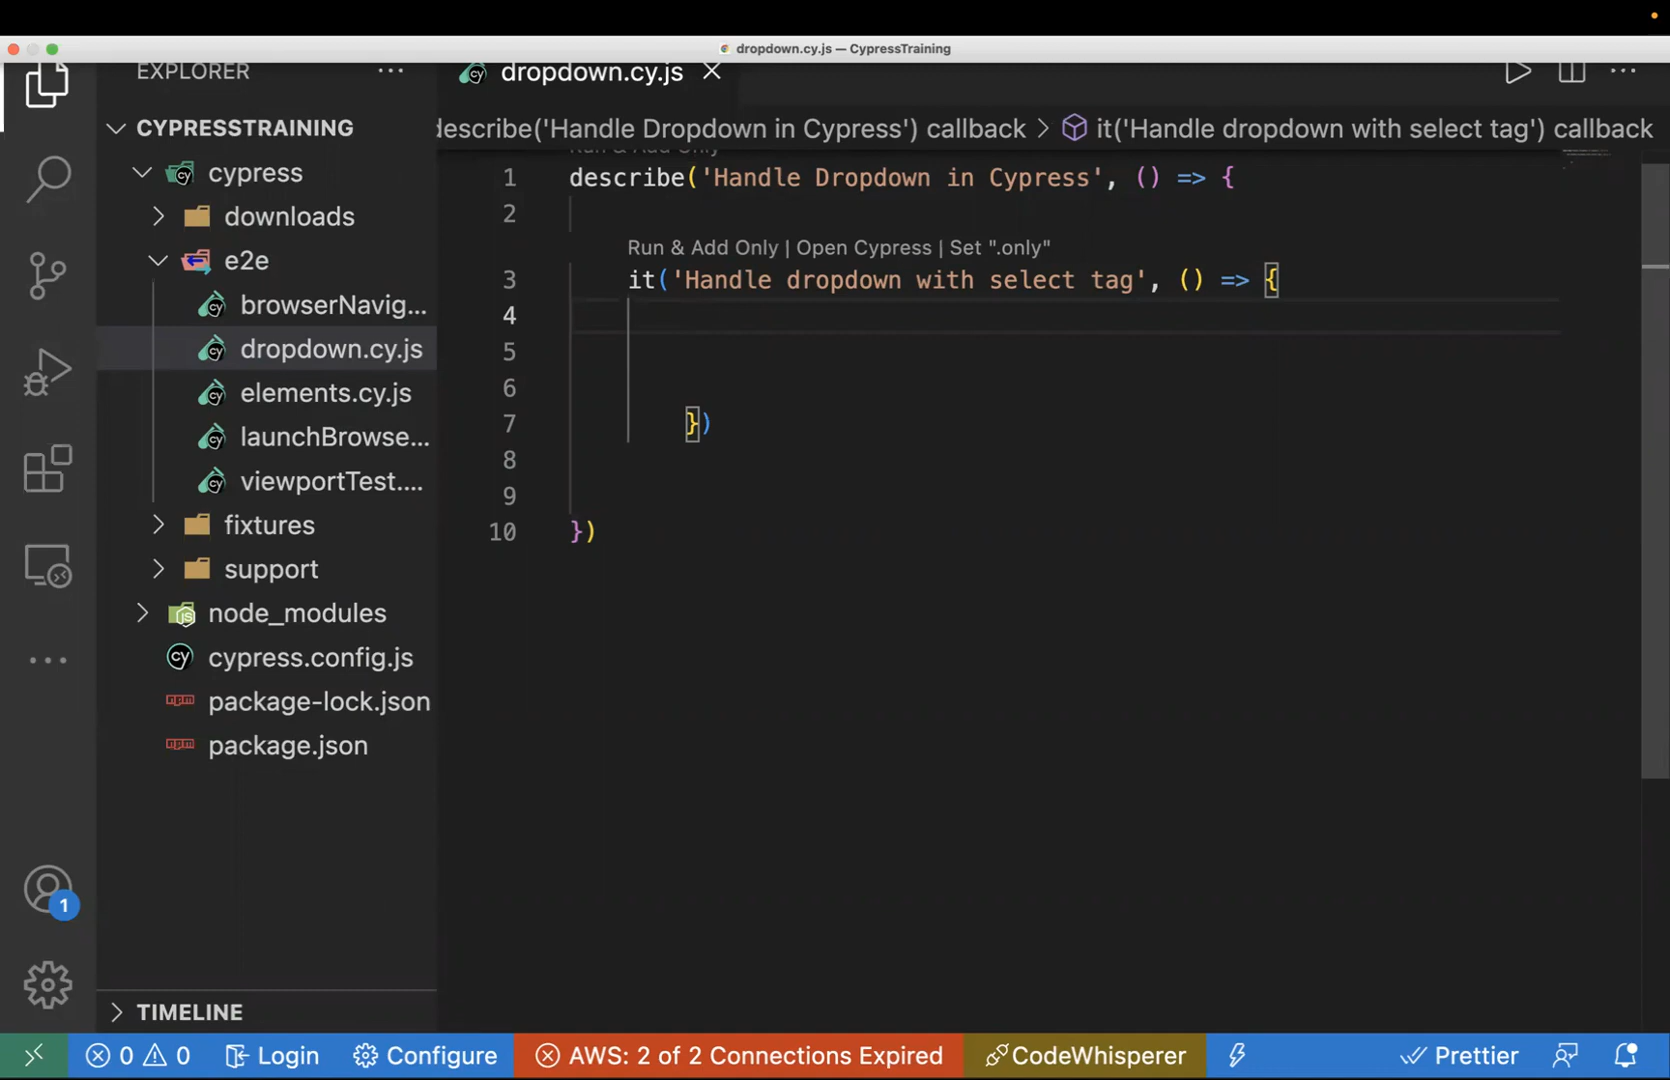 dropdown.cy.js — CypressTraining
EXPLORER
dropdown.cy.js
CYPRESSTRAINING
describe('Handle Dropdown in Cypress') callback > it('Handle dropdown with select tag') callback
cypress
downloads
e2e
browserNavig...
dropdown.cy.js
elements.cy.js
launchBrowse...
viewportTest....
fixtures
support
node_modules
cypress.config.js
package-lock.json
package.json
TIMELINE
Run & Add Only
1 describe('Handle Dropdown in Cypress', () => {
2
Run & Add Only | Open Cypress | Set ".only"
3 it('Handle dropdown with select tag', () => {
4
5
6
7 })
8
9
10 })
1
0 0 Login Configure AWS: 2 of 2 Connections Expired CodeWhisperer Prettier